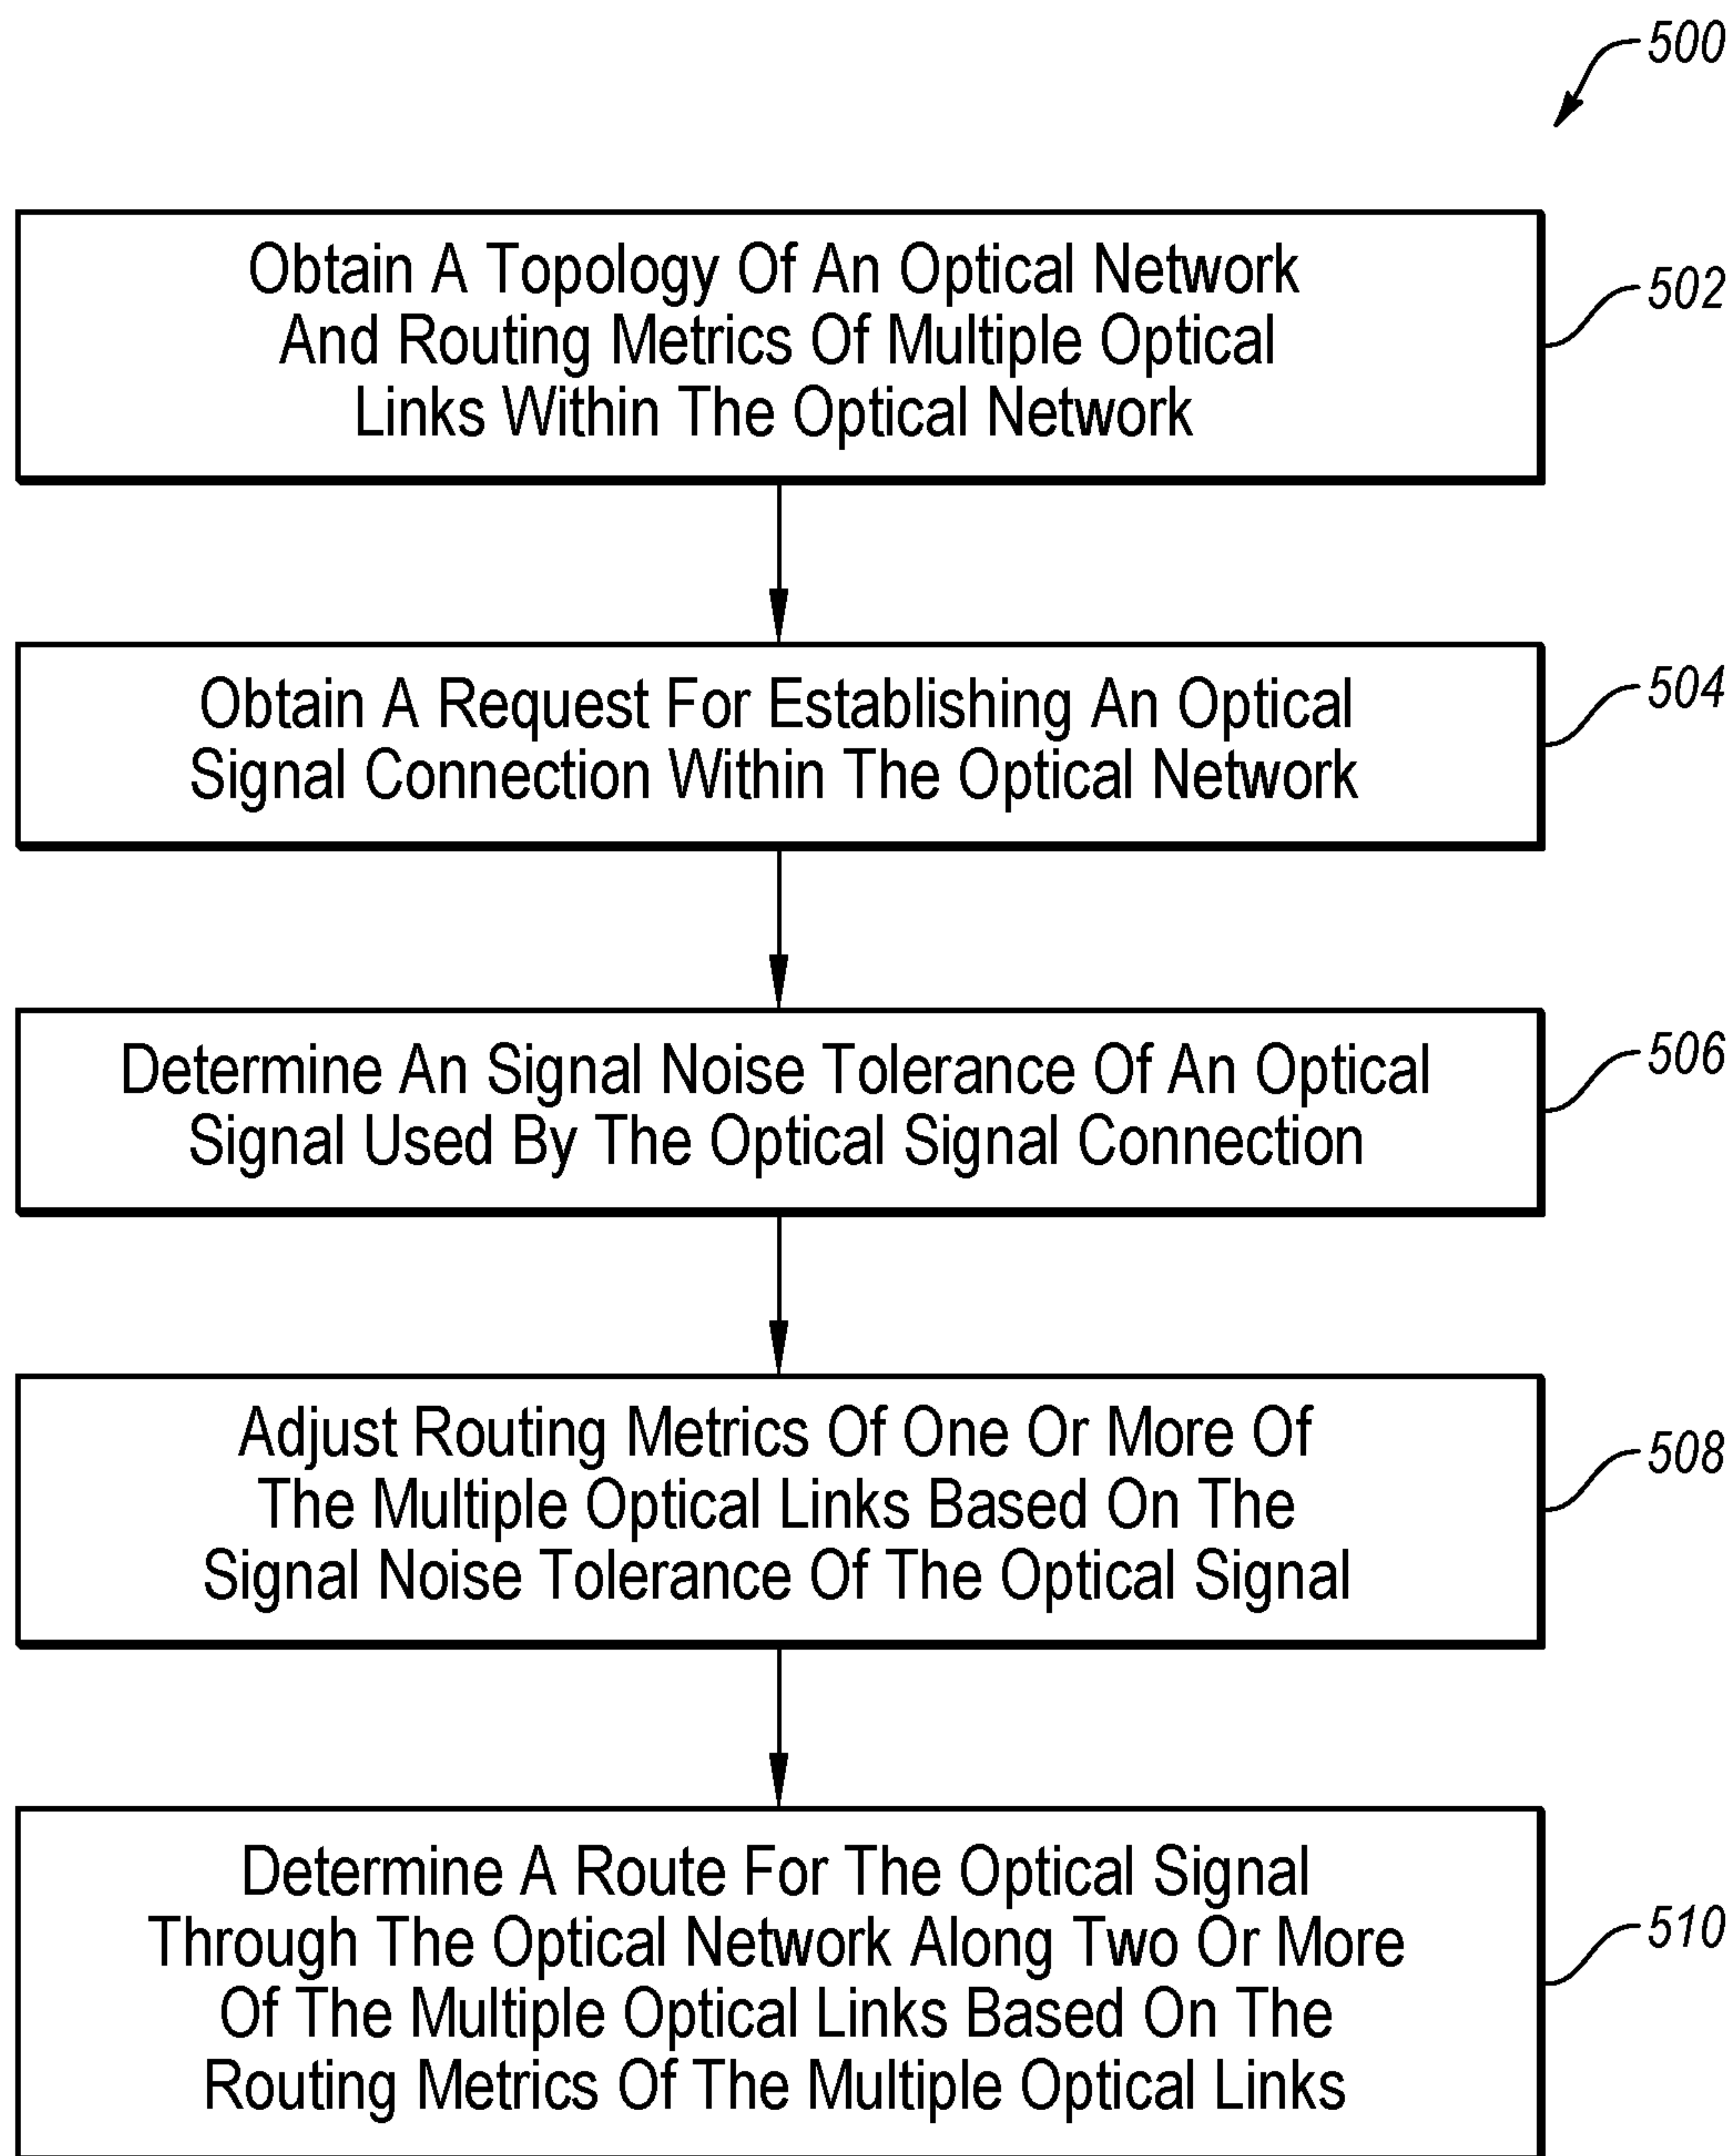 500
Obtain A Topology Of An Optical Network
And Routing Metrics Of Multiple Optical
Links Within The Optical Network
502
Obtain A Request For Establishing An Optical
Signal Connection Within The Optical Network
504
Determine An Signal Noise Tolerance Of An Optical
Signal Used By The Optical Signal Connection
506
Adjust Routing Metrics Of One Or More Of
The Multiple Optical Links Based On The
Signal Noise Tolerance Of The Optical Signal
508
Determine A Route For The Optical Signal
Through The Optical Network Along Two Or More
Of The Multiple Optical Links Based On The
Routing Metrics Of The Multiple Optical Links
510